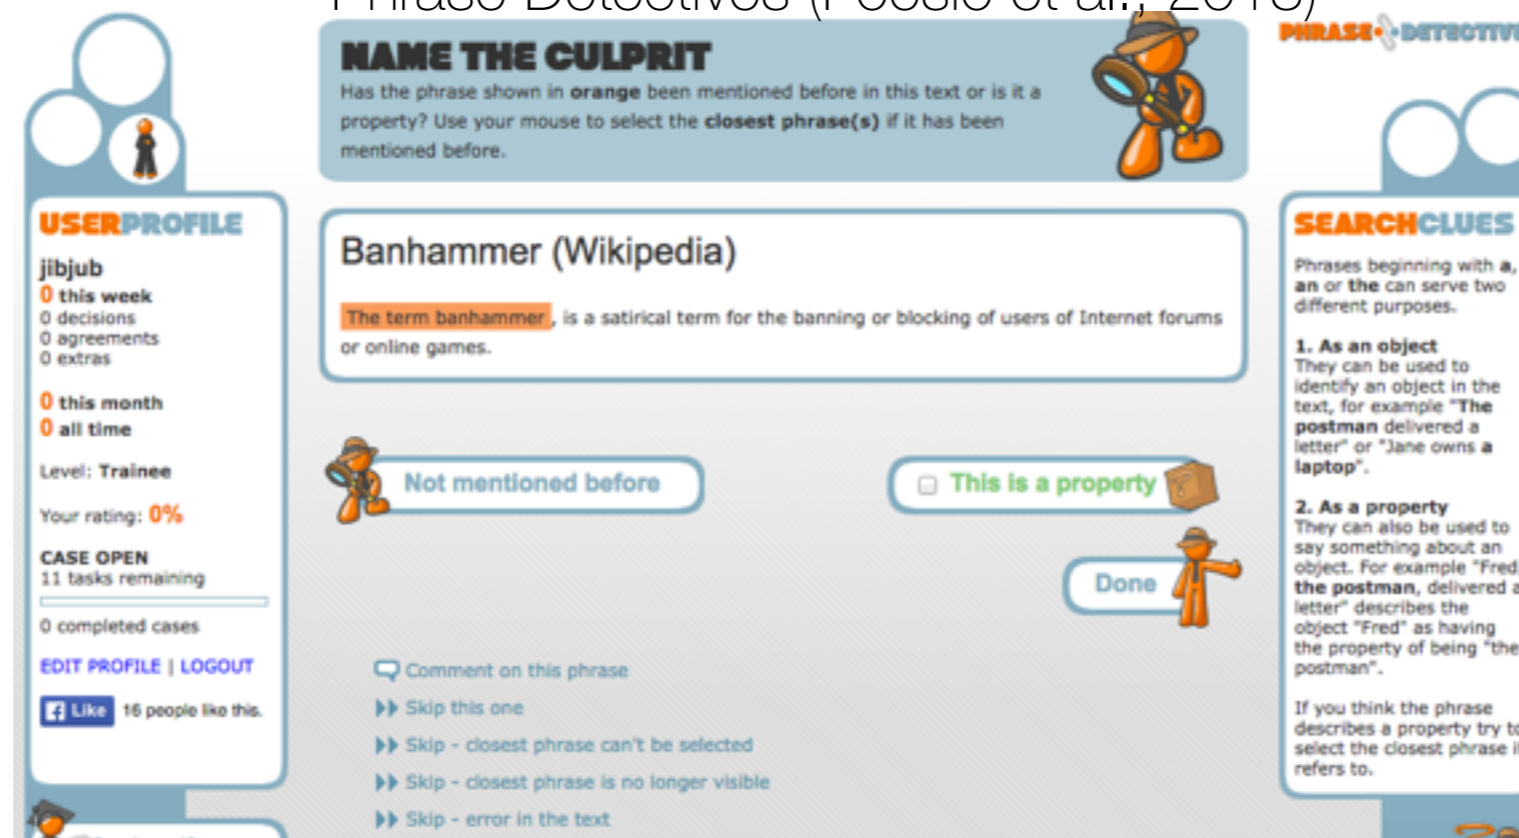 Phrase Detectives (Poesio et al., 2013)
NAME THE CULPRIT
Has the phrase shown in orange been mentioned before in this text or is it a
property? Use your mouse to select the closest phrase(s) if it has been
mentioned before.
PHRASE DETECTIVE
USERPROFILE
jibjub
0 this week
0 decisions
0 agreements
0 extras
0 this month
0 all time
Level: Trainee
Your rating: 0%
CASE OPEN
11 tasks remaining
0 completed cases
EDIT PROFILE | LOGOUT
Like 16 people like this.
Banhammer (Wikipedia)
The term banhammer , is a satirical term for the banning or blocking of users of Internet forums
or online games.
Not mentioned before
This is a property
Done
Comment on this phrase
Skip this one
Skip - closest phrase can't be selected
Skip - closest phrase is no longer visible
Skip - error in the text
SEARCHCLUES
Phrases beginning with a,
an or the can serve two
different purposes.
1. As an object
They can be used to
identify an object in the
text, for example "The
postman delivered a
letter" or "Jane owns a
laptop".
2. As a property
They can also be used to
say something about an
object. For example "Fred,
the postman, delivered a
letter" describes the
object "Fred" as having
the property of being "the
postman".
If you think the phrase
describes a property try to
select the closest phrase it
refers to.